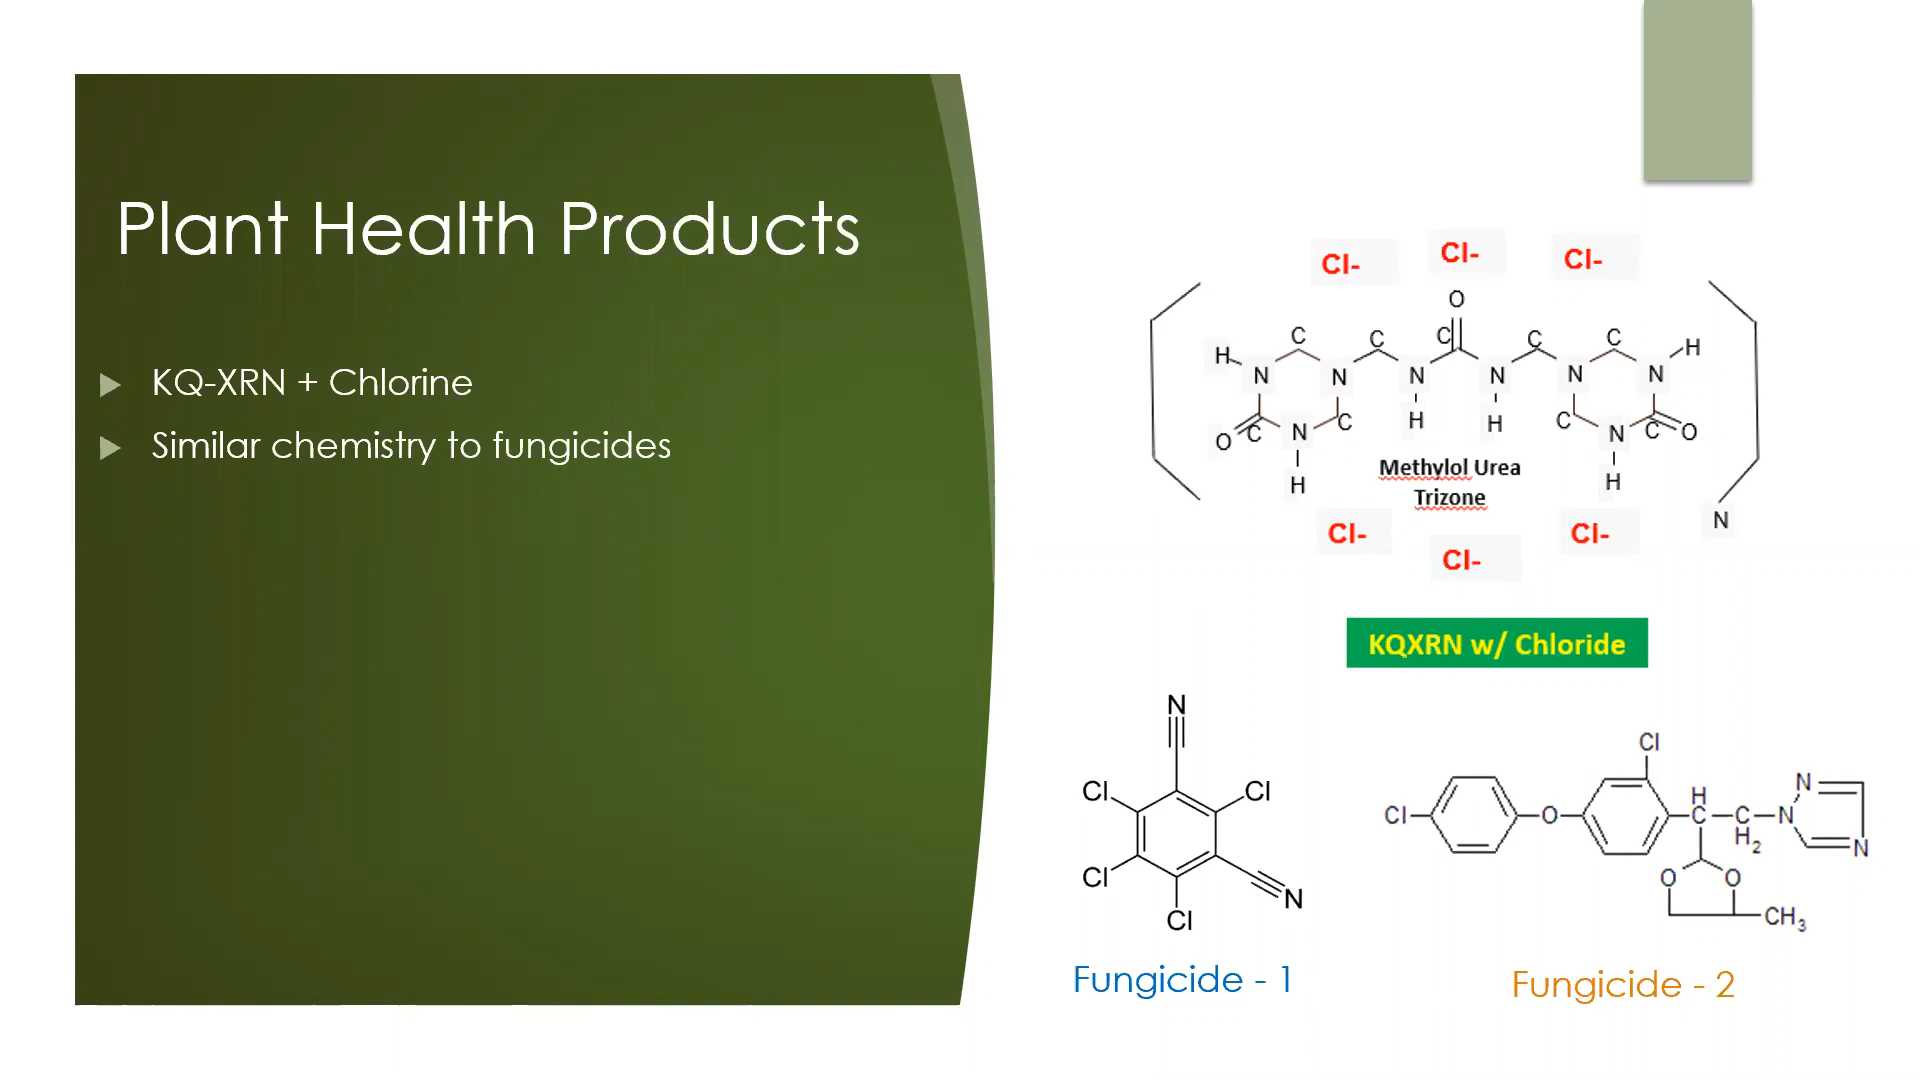 Plant Health Products
KQ-XRN + Chlorine
Similar chemistry to fungicides
Cl- Cl- Cl-
O
C C C C C
H N N N N N N H
O C N C H H C N C O
H H
Methylol Urea
Trizone
N
Cl- Cl- Cl-
KQXRN w/ Chloride
N
Cl Cl
Cl N
Cl
Cl
Cl O H C C H2 N N N
O O
CH3
Fungicide - 1
Fungicide - 2